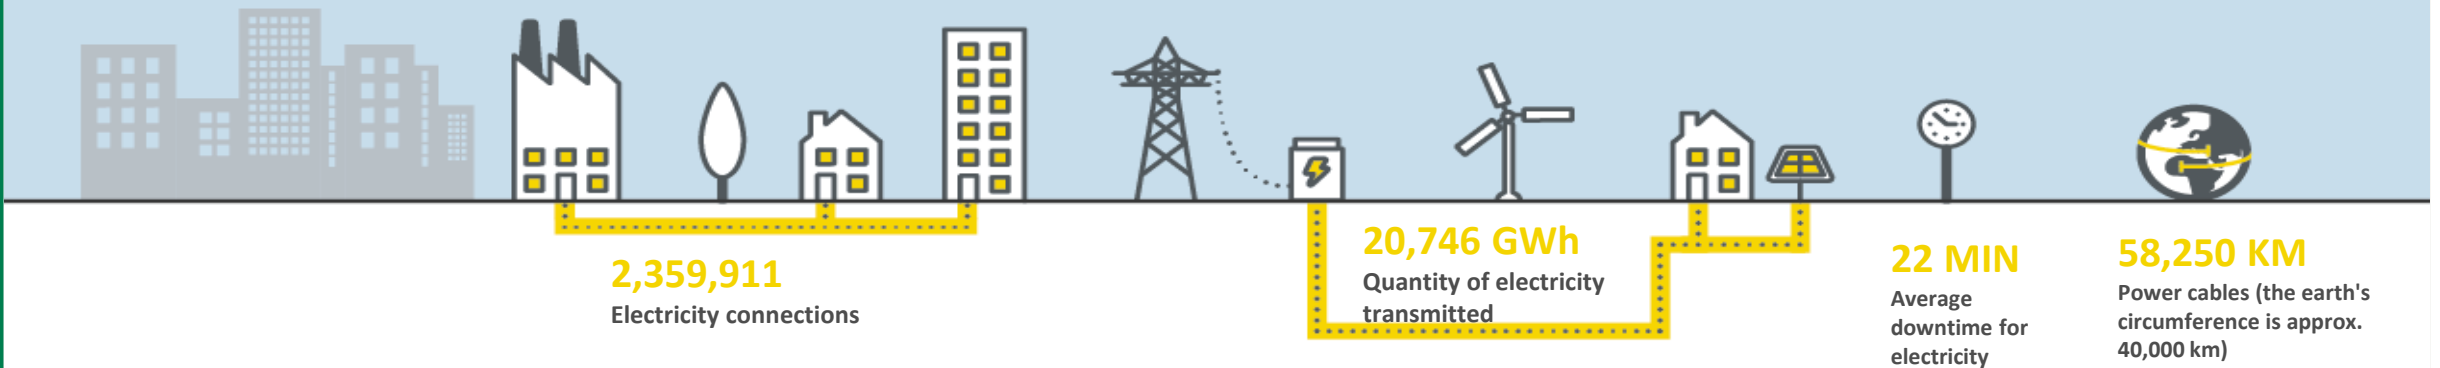 2,359,911
Electricity connections
20,746 GWh
Quantity of electricity
transmitted
22 MIN
Average
downtime for
electricity
58,250 KM
Power cables (the earth's
circumference is approx.
40,000 km)